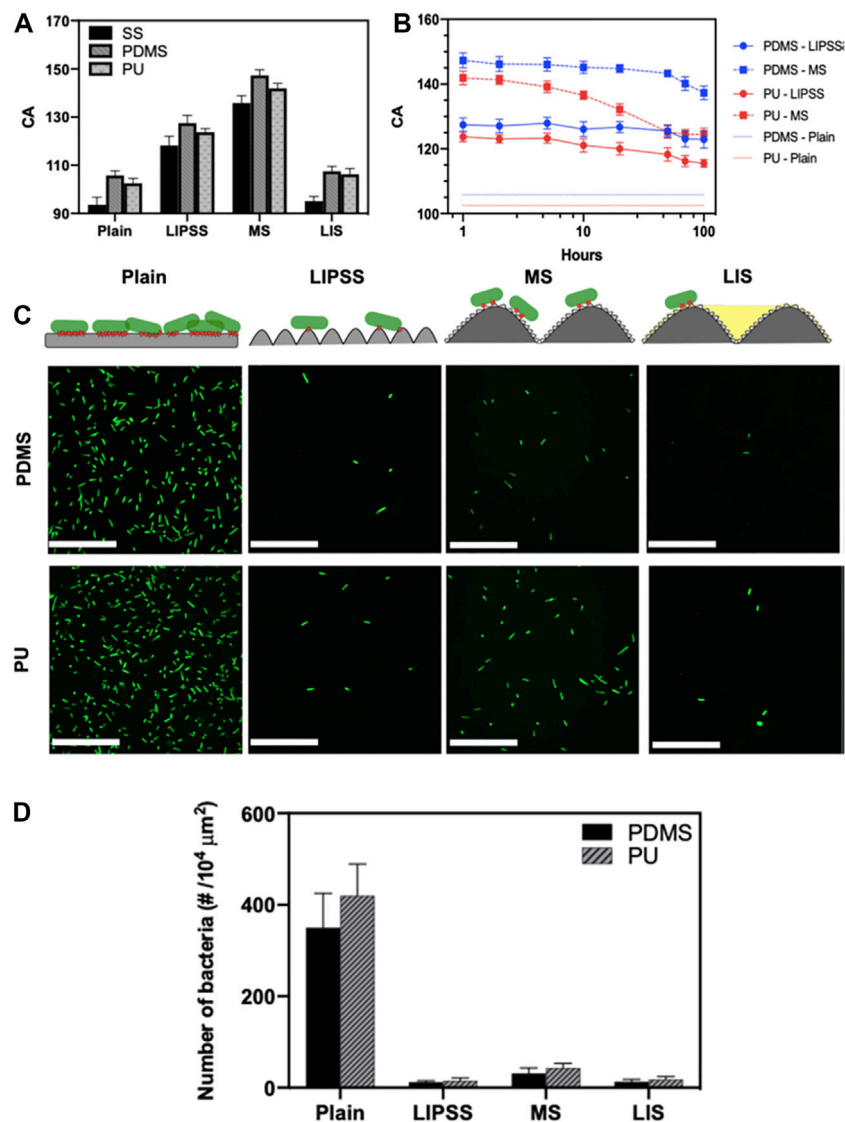 A
170
150
130
110
90
CA
SS
PDMS
PU
Plain
LIPSS
MS
LIS
B
160
140
120
100
CA
1
10
100
Hours
PDMS - LIPSS
PDMS - MS
PU - LIPSS
PU - MS
PDMS - Plain
PU - Plain
C
Plain
LIPSS
MS
LIS
PDMS
PU
D
600
400
200
0
Number of bacteria (# /10⁴ μm²)
PDMS
PU
Plain
LIPSS
MS
LIS